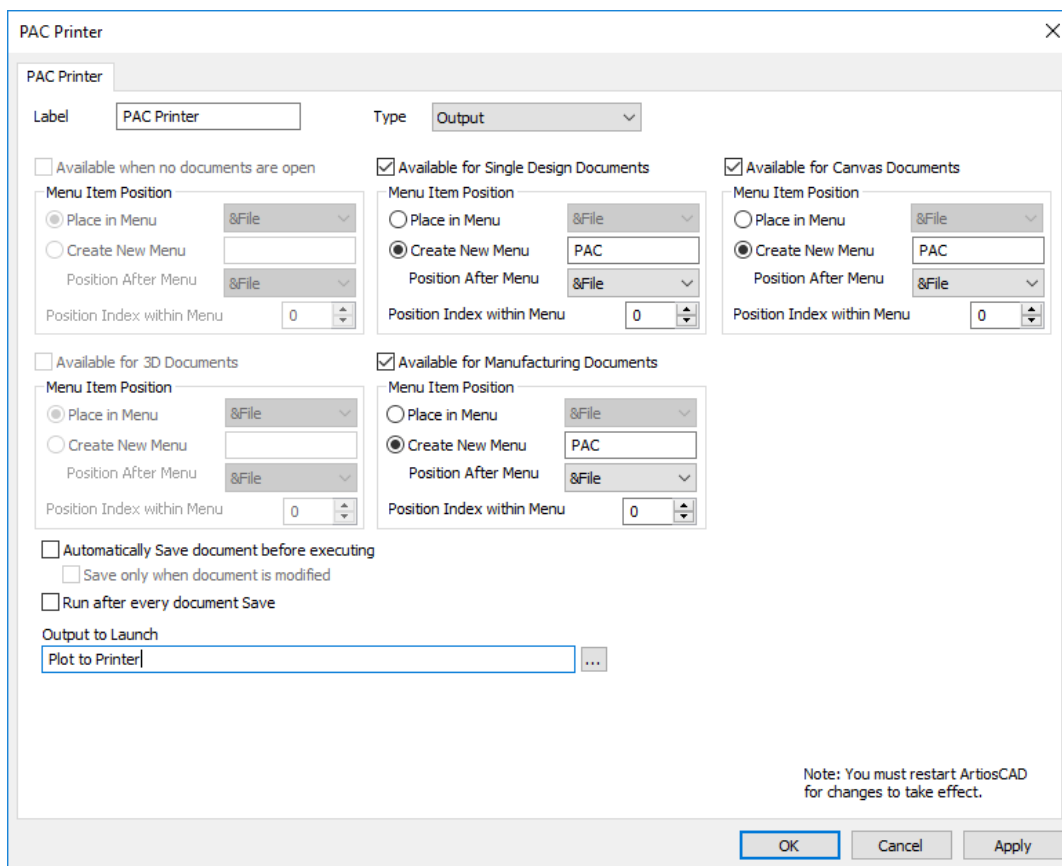 PAC Printer
PAC Printer
Label PAC Printer Type Output
Available when no documents are open
Menu Item Position
Place in Menu &File
Create New Menu
Position After Menu &File
Position Index within Menu 0
Available for Single Design Documents
Menu Item Position
Place in Menu &File
Create New Menu PAC
Position After Menu &File
Position Index within Menu 0
Available for Canvas Documents
Menu Item Position
Place in Menu &File
Create New Menu PAC
Position After Menu &File
Position Index within Menu 0
Available for 3D Documents
Menu Item Position
Place in Menu &File
Create New Menu
Position After Menu &File
Position Index within Menu 0
Available for Manufacturing Documents
Menu Item Position
Place in Menu &File
Create New Menu PAC
Position After Menu &File
Position Index within Menu 0
Automatically Save document before executing
Save only when document is modified
Run after every document Save
Output to Launch
Plot to Printer ...
Note: You must restart ArtiosCAD
for changes to take effect.
OK Cancel Apply